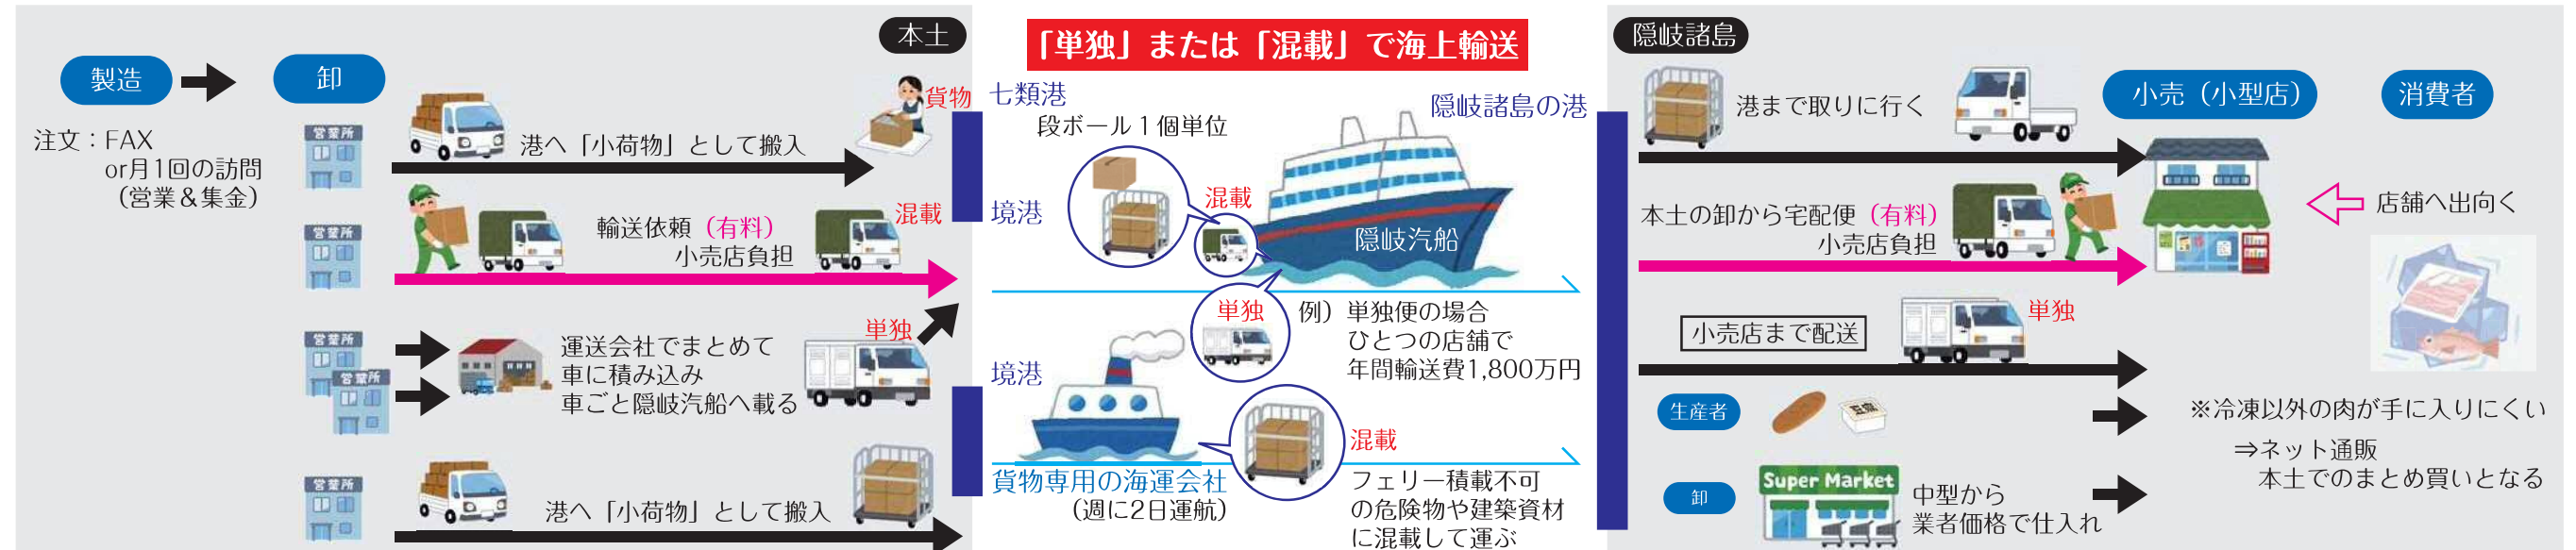 本土
製造
卸
注文：FAX
or月1回の訪問
（営業＆集金）
営業所
港へ「小荷物」として搬入
貨物
営業所
輸送依頼（有料）
小売店負担
混載
営業所
営業所
運送会社でまとめて
車に積み込み
車ごと隠岐汽船へ載る
単独
営業所
港へ「小荷物」として搬入
「単独」または「混載」で海上輸送
七類港
段ボール１個単位
隠岐諸島の港
境港
混載
隠岐汽船
単独
例）単独便の場合
ひとつの店舗で
年間輸送費1,800万円
境港
混載
貨物専用の海運会社
（週に2日運航）
フェリー積載不可
の危険物や建築資材
に混載して運ぶ
隠岐諸島
港まで取りに行く
小売（小型店）
消費者
本土の卸から宅配便（有料）
小売店負担
店舗へ出向く
小売店まで配送
単独
生産者
豆腐
※冷凍以外の肉が手に入りにくい
⇒ネット通販
本土でのまとめ買いとなる
卸
Super Market
中型から
業者価格で仕入れ